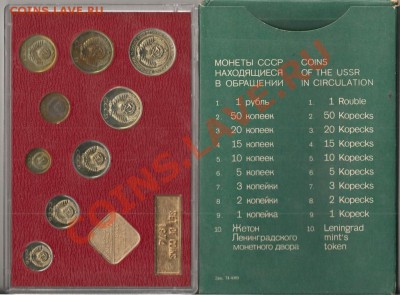 COINS.LAVE.RU
МОНЕТЫ СССР
НАХОДЯЩИЕСЯ
В ОБРАЩЕНИИ
1. 1 рубль
2. 50 копеек
3. 20 копеек
4. 15 копеек
5. 10 копеек
6. 5 копеек
7. 3 копейки
8. 2 копейки
9. 1 копейка
10. Жетон
Ленинградского
монетного двора
COINS
OF THE USSR
IN CIRCULATION
1. 1 Rouble
2. 50 Kopecks
3. 20 Kopecks
4. 15 Kopecks
5. 10 Kopecks
6. 5 Kopecks
7. 3 Kopecks
8. 2 Kopecks
9. 1 Kopeck
10. Leningrad
mint's
token